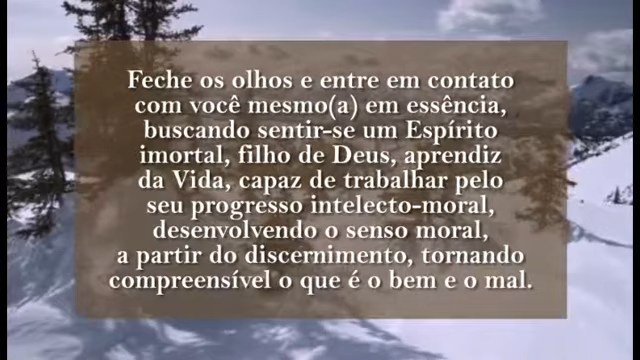 Feche os olhos e entre em contato
com você mesmo(a) em essência,
buscando sentir-se um Espírito
imortal, filho de Deus, aprendiz
da Vida, capaz de trabalhar pelo
seu progresso intelecto-moral,
desenvolvendo o senso moral,
a partir do discernimento, tornando
compreensível o que é o bem e o mal.